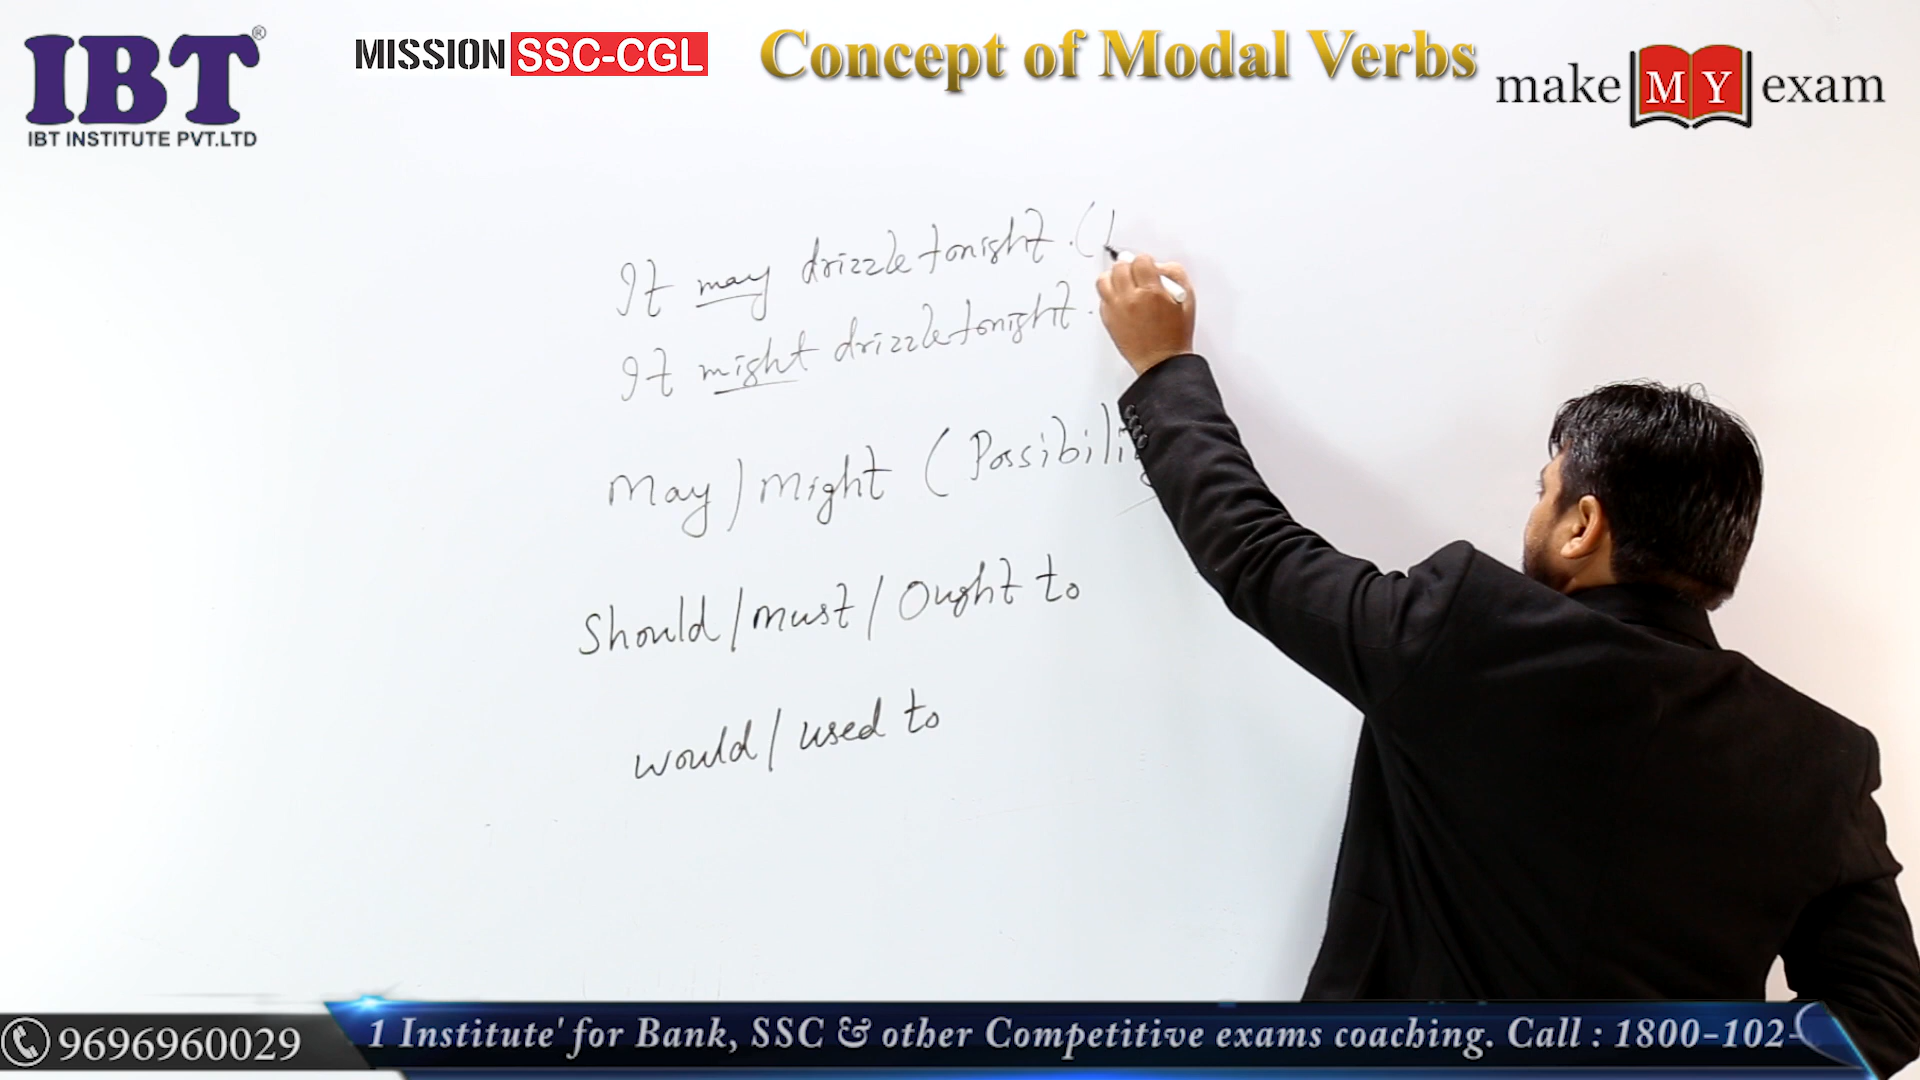 IBT®
IBT INSTITUTE PVT.LTD
MISSION SSC-CGL
Concept of Modal Verbs
make MY exam
It may drizzle tonight. (
It might drizzle tonight.
May / Might ( Possibili
Should / must / Ought to
would / used to
9696960029
1 Institute' for Bank, SSC & other Competitive exams coaching. Call : 1800-102-